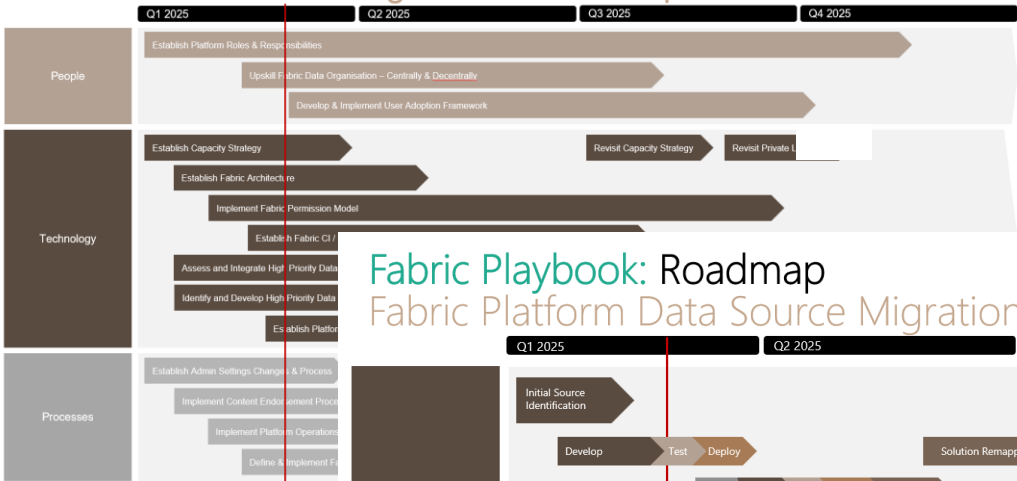 Q1 2025
Q2 2025
Q3 2025
Q4 2025
People
Establish Platform Roles & Responsibilities
Upskill Fabric Data Organisation – Centrally & Decentrally
Develop & Implement User Adoption Framework
Technology
Establish Capacity Strategy
Revisit Capacity Strategy
Revisit Private L
Establish Fabric Architecture
Implement Fabric Permission Model
Establish Fabric CI /
Assess and Integrate High Priority Data
Identify and Develop High Priority Data
Establish Platfor
Processes
Establish Admin Settings Changes & Process
Implement Content Endorsement Proce
Implement Platform Operations
Define & Implement Fa
Fabric Playbook: Roadmap
Fabric Platform Data Source Migration
Q1 2025
Q2 2025
Initial Source
Identification
Develop
Test
Deploy
Solution Remapp